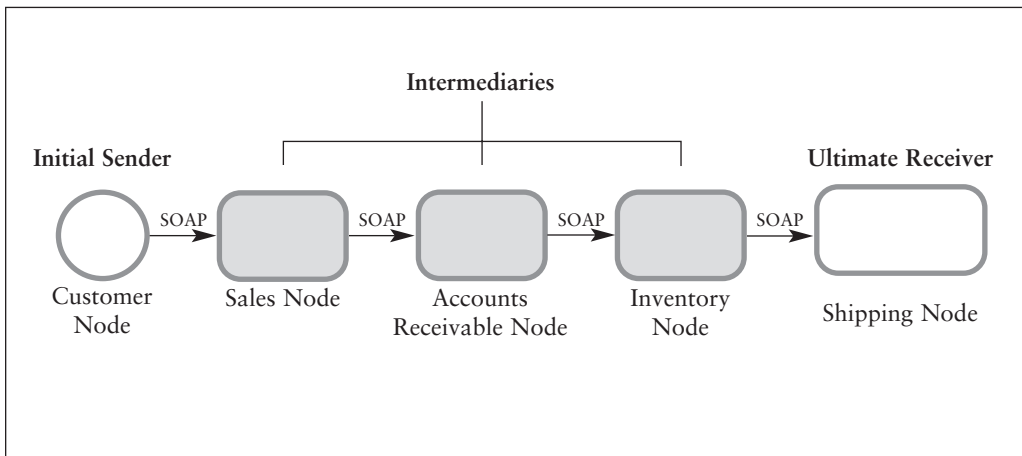 Intermediaries
Initial Sender
Ultimate Receiver
SOAP
SOAP
SOAP
SOAP
Customer
Node
Sales Node
Accounts
Receivable Node
Inventory
Node
Shipping Node